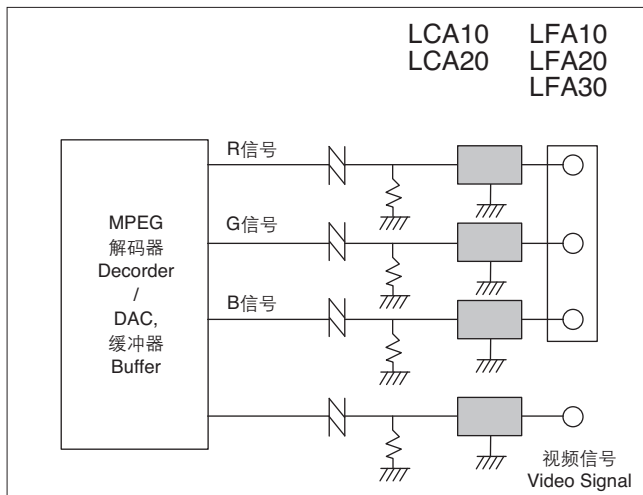 LCA10 LFA10
LCA20 LFA20
LFA30
R信号
MPEG
解码器
Decorder
/
DAC,
缓冲器
Buffer
G信号
B信号
视频信号
Video Signal